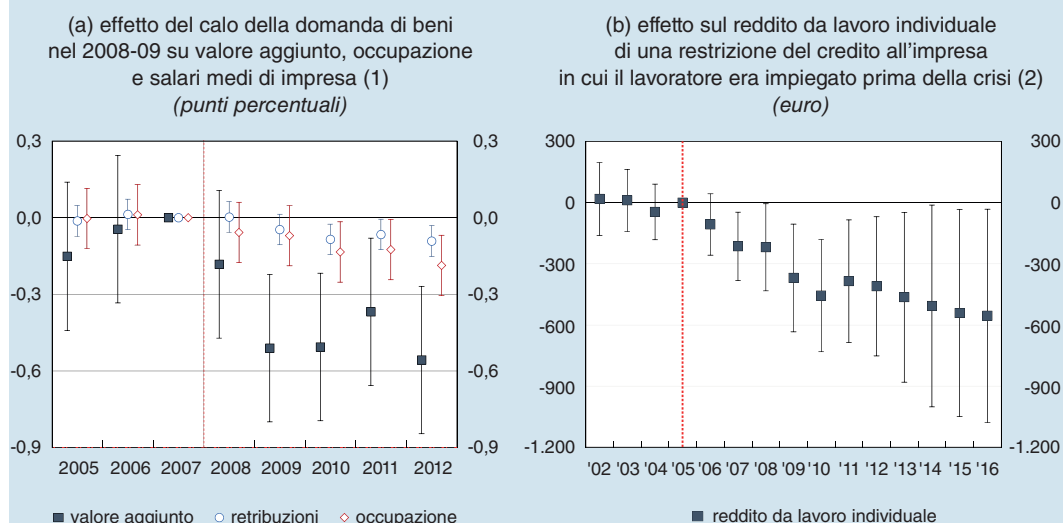 (a) effetto del calo della domanda di beni
nel 2008-09 su valore aggiunto, occupazione
e salari medi di impresa (1)
(punti percentuali)
0,3 0,3
0,0 0,0
-0,3 -0,3
-0,6 -0,6
-0,9 -0,9
2005 2006 2007 2008 2009 2010 2011 2012
valore aggiunto retribuzioni occupazione
(b) effetto sul reddito da lavoro individuale
di una restrizione del credito all'impresa
in cui il lavoratore era impiegato prima della crisi (2)
(euro)
300 300
0 0
-300 -300
-600 -600
-900 -900
-1.200 -1.200
'02 '03 '04 '05 '06 '07 '08 '09 '10 '11 '12 '13 '14 '15 '16
reddito da lavoro individuale